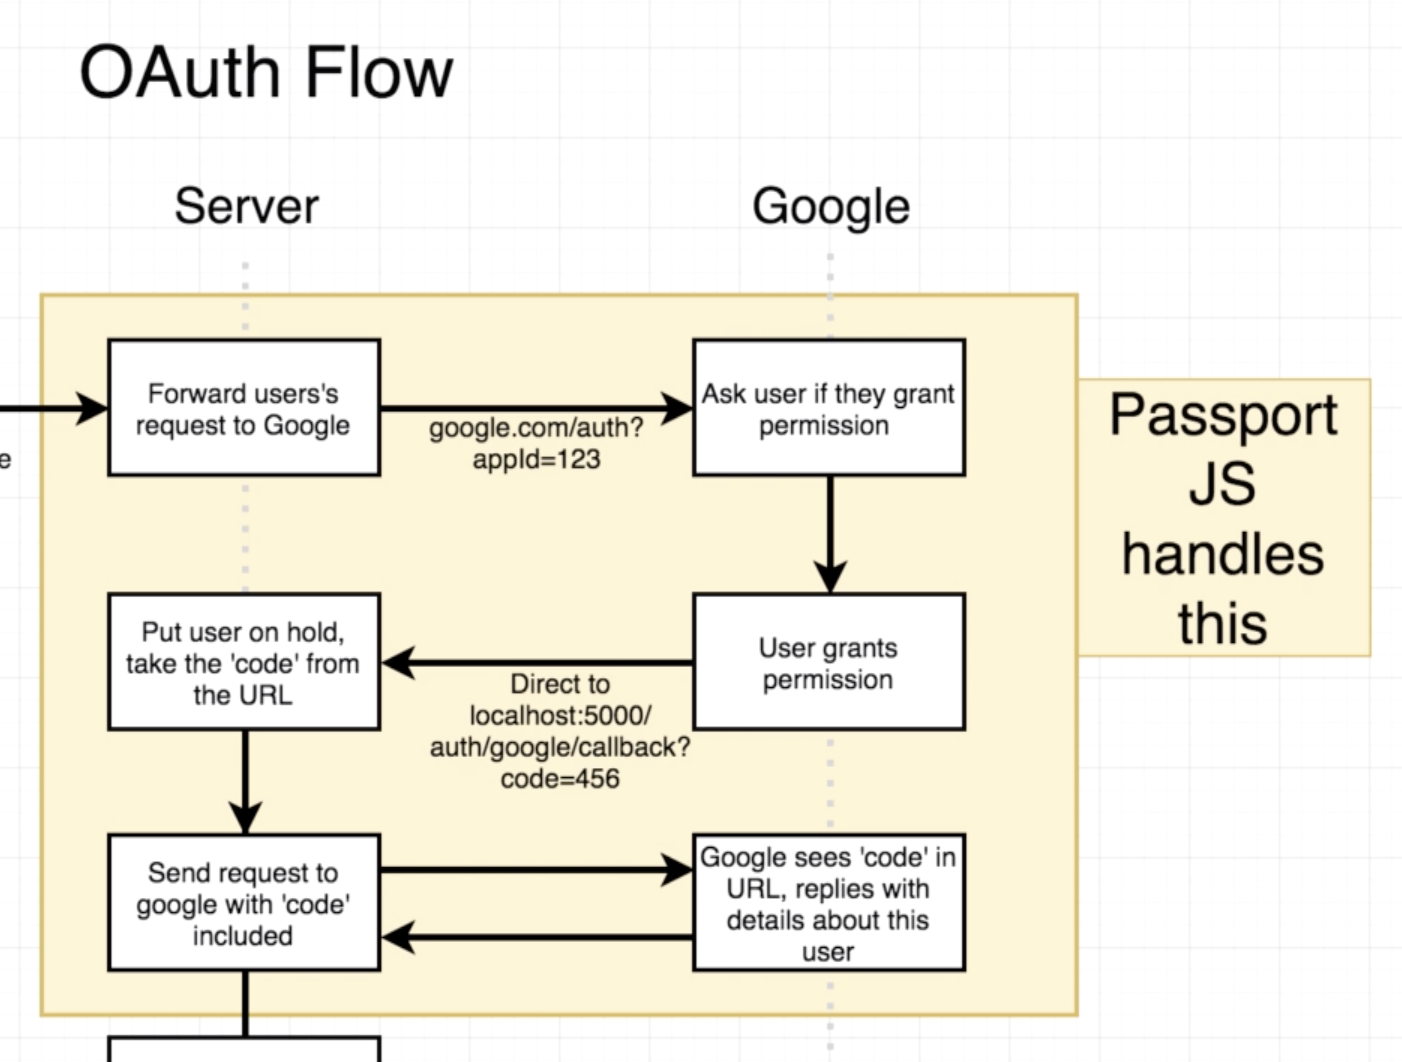 OAuth Flow
Server
Google
Forward users's
request to Google
google.com/auth?
appId=123
Ask user if they grant
permission
e
Passport
JS
handles
this
Put user on hold,
take the 'code' from
the URL
Direct to
localhost:5000/
auth/google/callback?
code=456
User grants
permission
Send request to
google with 'code'
included
Google sees 'code' in
URL, replies with
details about this
user